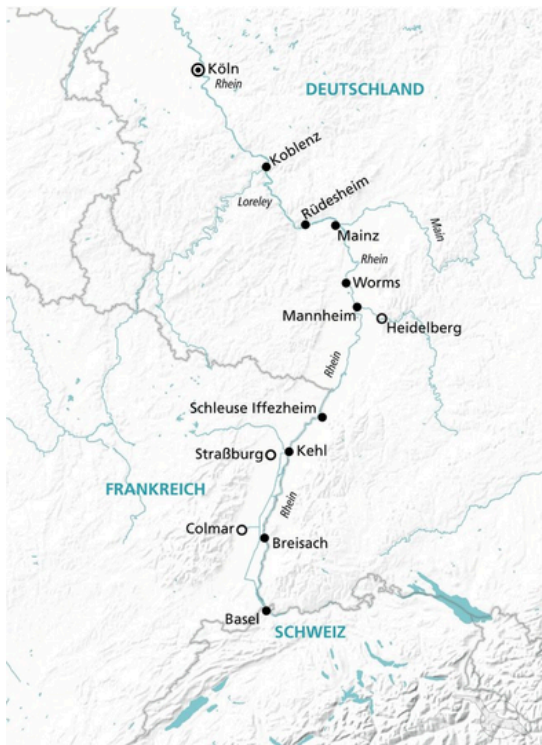 Köln
Rhein
DEUTSCHLAND
Koblenz
Loreley
Rüdesheim
Mainz
Main
Rhein
Worms
Mannheim
Heidelberg
Rhein
Schleuse Iffezheim
Straßburg
Kehl
FRANKREICH
Rhein
Colmar
Breisach
Basel
SCHWEIZ